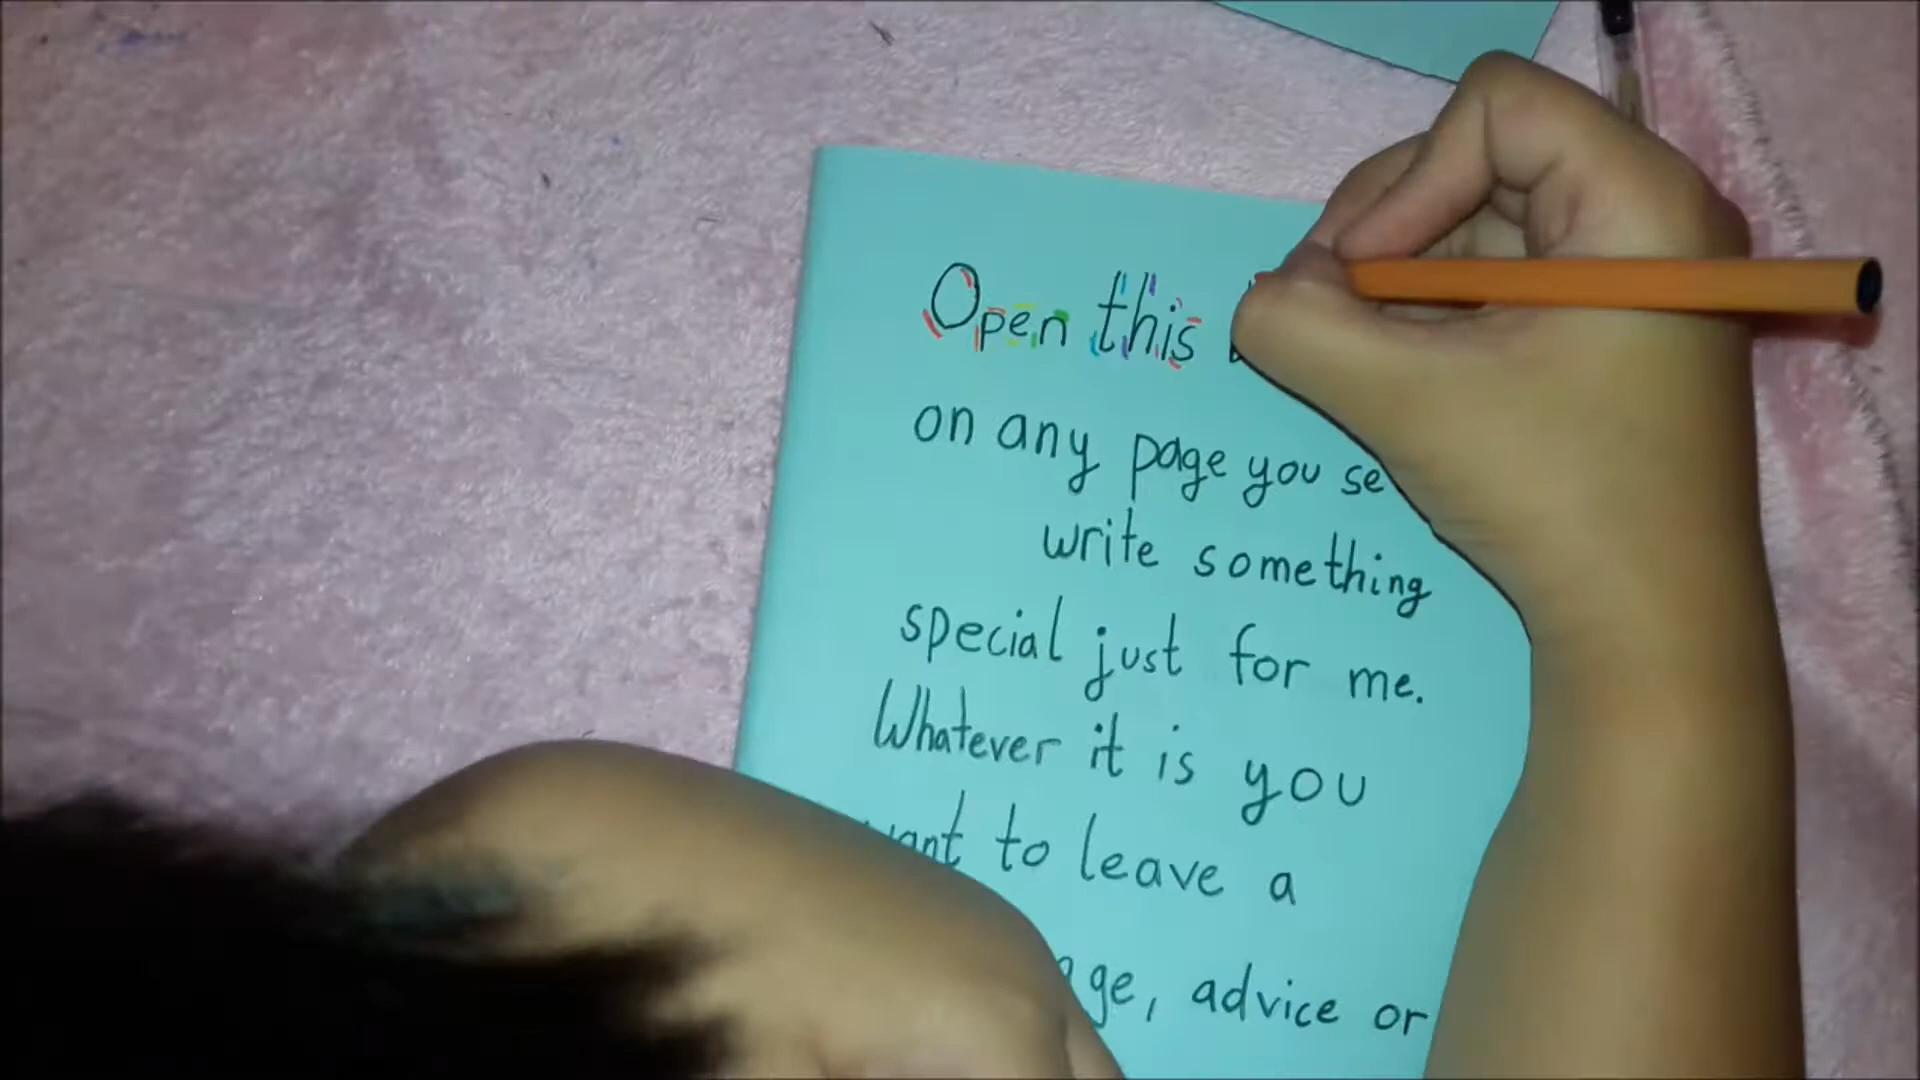 Open this
on any page you
write something
special just for me.
Whatever it is you
to leave a
advice or